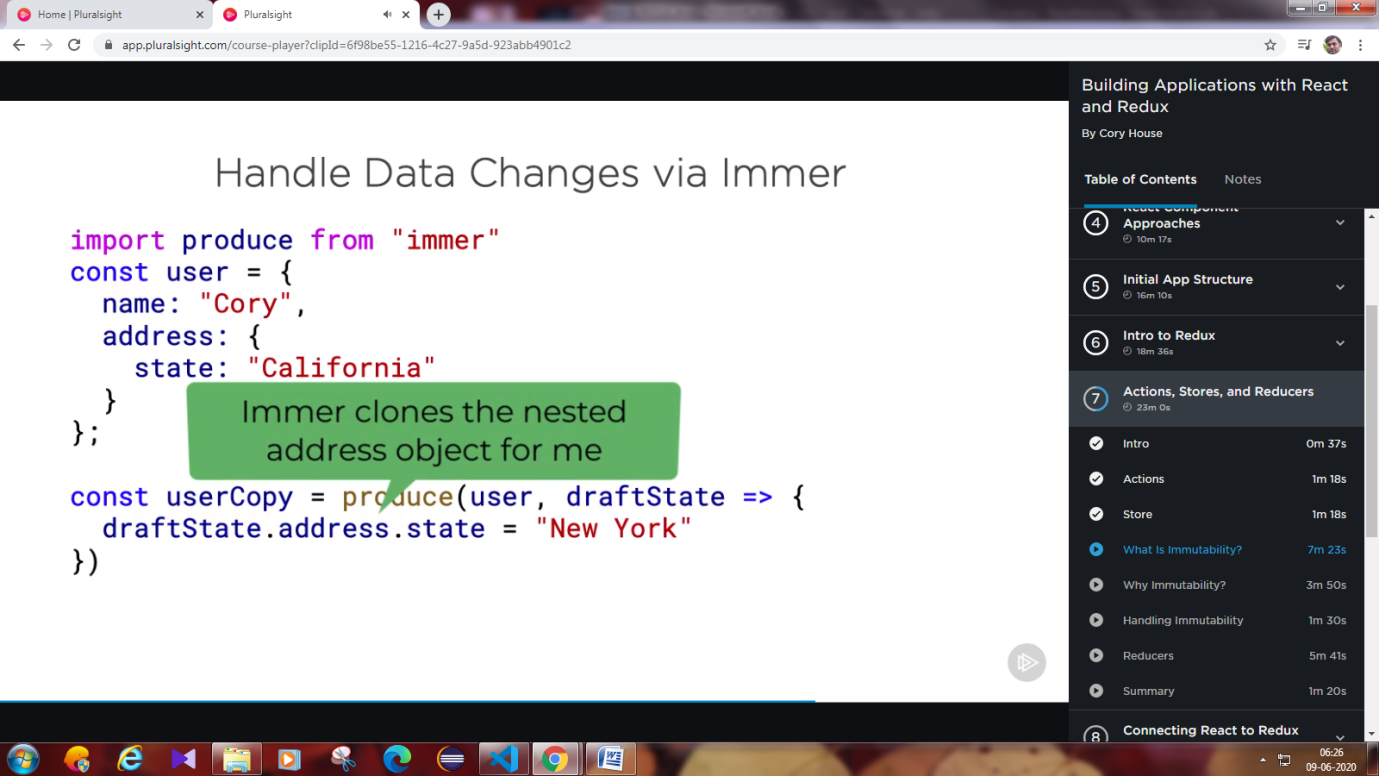 Home | Pluralsight
Pluralsight
app.pluralsight.com/course-player?clipId=6f98be55-1216-4c27-9a5d-923abb4901c2
Handle Data Changes via Immer
import produce from "immer"
const user = {
name: "Cory",
address: {
state: "California"
}
};
Immer clones the nested
address object for me
const userCopy = produce(user, draftState => {
draftState.address.state = "New York"
})
Building Applications with React
and Redux
By Cory House
Table of Contents
Notes
4
React Component
Approaches
10m 17s
5
Initial App Structure
16m 10s
6
Intro to Redux
18m 36s
7
Actions, Stores, and Reducers
23m 0s
Intro 0m 37s
Actions 1m 18s
Store 1m 18s
What Is Immutability? 7m 23s
Why Immutability? 3m 50s
Handling Immutability 1m 30s
Reducers 5m 41s
Summary 1m 20s
8
Connecting React to Redux
06:26
09-06-2020